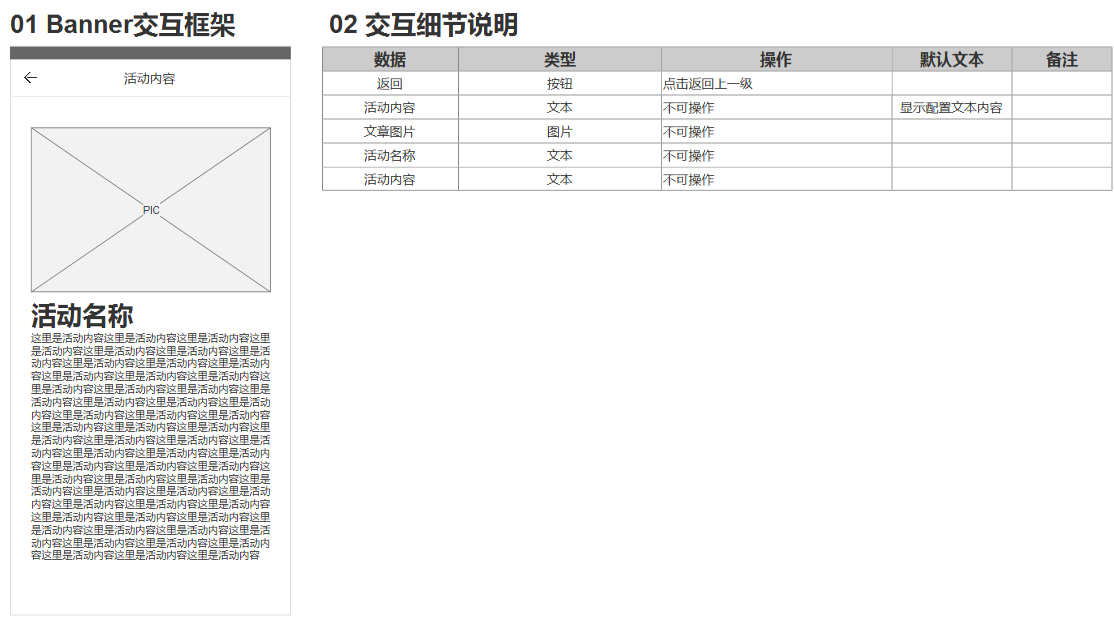 01 Banner交互框架
活动内容
PIC
活动名称
这里是活动内容这里是活动内容这里是活动内容这里
是活动内容这里是活动内容这里是活动内容这里是活
动内容这里是活动内容这里是活动内容这里是活动内
容这里是活动内容这里是活动内容这里是活动内容这
里是活动内容这里是活动内容这里是活动内容这里是
活动内容这里是活动内容这里是活动内容这里是活动
内容这里是活动内容这里是活动内容这里是活动内容
这里是活动内容这里是活动内容这里是活动内容这里
是活动内容这里是活动内容这里是活动内容这里是活
动内容这里是活动内容这里是活动内容这里是活动内
容这里是活动内容这里是活动内容这里是活动内容这
里是活动内容这里是活动内容这里是活动内容这里是
活动内容这里是活动内容这里是活动内容这里是活动
内容这里是活动内容这里是活动内容这里是活动内容
这里是活动内容这里是活动内容这里是活动内容这里
是活动内容这里是活动内容这里是活动内容这里是活
动内容这里是活动内容这里是活动内容这里是活动内
容这里是活动内容这里是活动内容这里是活动内容
02 交互细节说明
数据 类型 操作 默认文本 备注
返回 按钮 点击返回上一级
活动内容 文本 不可操作 显示配置文本内容
文章图片 图片 不可操作
活动名称 文本 不可操作
活动内容 文本 不可操作